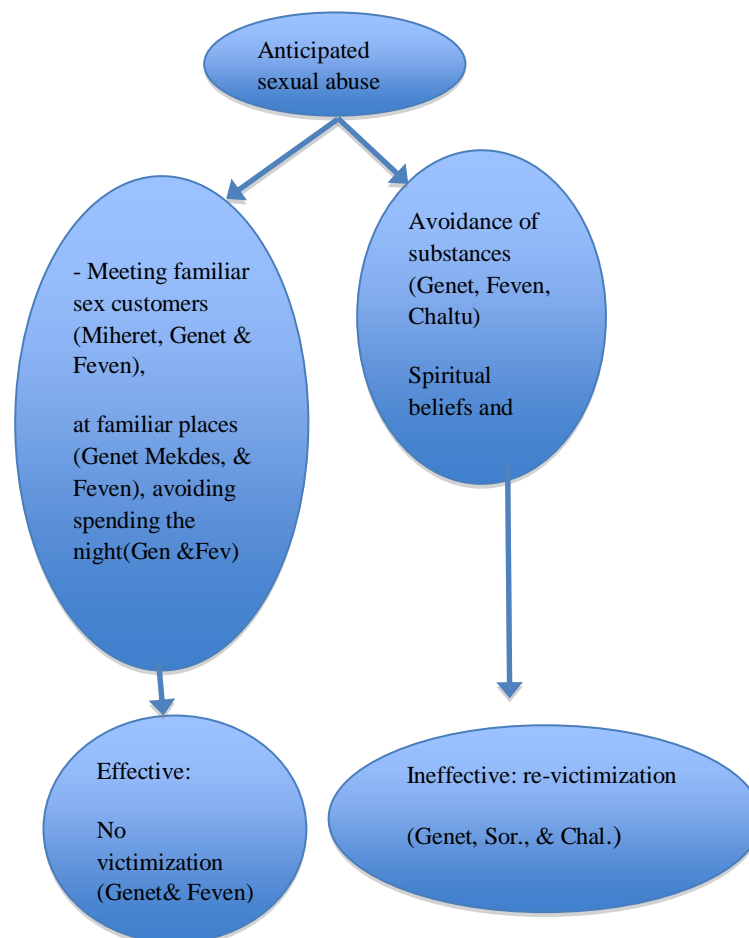 Anticipated
sexual abuse
- Meeting familiar
sex customers
(Miheret, Genet &
Feven),
at familiar places
(Genet Mekdes, &
Feven), avoiding
spending the
night(Gen &Fev)
Avoidance of
substances
(Genet, Feven,
Chaltu)
Spiritual
beliefs and
Effective:
No
victimization
(Genet& Feven)
Ineffective: re-victimization
(Genet, Sor., & Chal.)